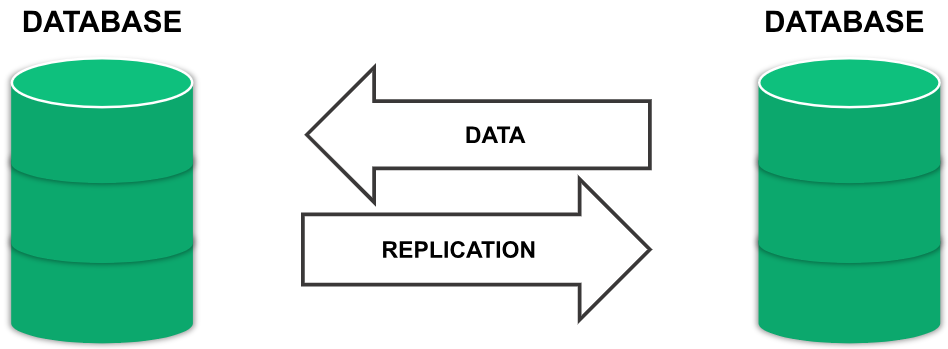 DATABASE
DATABASE
DATA
REPLICATION